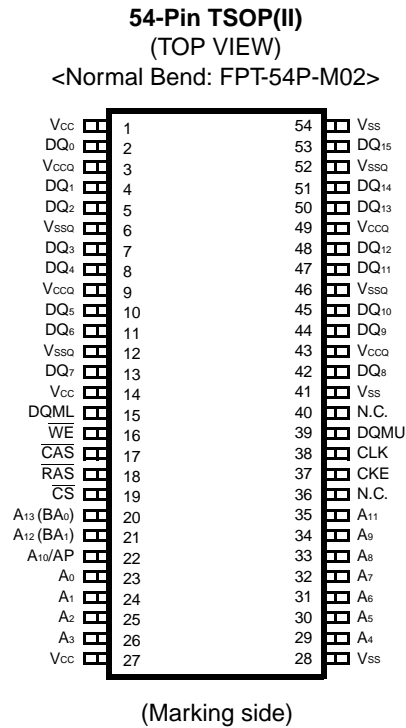 54-Pin TSOP(II)
(TOP VIEW)
<Normal Bend: FPT-54P-M02>
VCC 1 54 VSS
DQ0 2 53 DQ15
VCCQ 3 52 VSSQ
DQ1 4 51 DQ14
DQ2 5 50 DQ13
VSSQ 6 49 VCCQ
DQ3 7 48 DQ12
DQ4 8 47 DQ11
VCCQ 9 46 VSSQ
DQ5 10 45 DQ10
DQ6 11 44 DQ9
VSSQ 12 43 VCCQ
DQ7 13 42 DQ8
VCC 14 41 VSS
DQML 15 40 N.C.
WE 16 39 DQMU
CAS 17 38 CLK
RAS 18 37 CKE
CS 19 36 N.C.
A13 (BA0) 20 35 A11
A12 (BA1) 21 34 A9
A10/AP 22 33 A8
A0 23 32 A7
A1 24 31 A6
A2 25 30 A5
A3 26 29 A4
VCC 27 28 VSS
(Marking side)